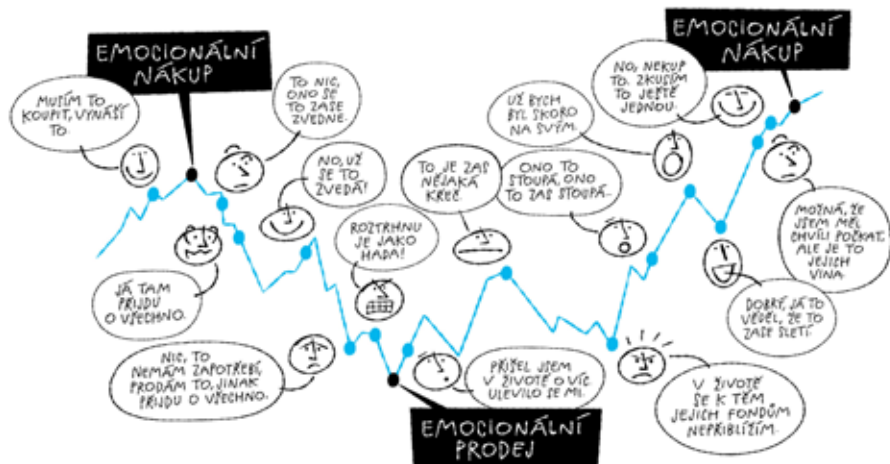 EMOCIONÁLNÍ
NÁKUP
MUSÍM TO
KOUPIT, VYNÁŠÍ
TO.
TO NIC,
ONO SE
TO ZASE
ZVEDNE.
JÁ TAM
PŘIJDU
O VŠECHNO.
NO, UŽ
SE TO
ZVEDÁ!
NIC, TO
NEMÁM ZAPOTŘEBÍ,
PRODÁM TO, JINAK
PŘIJDU O VŠECHNO.
ROZTRHNU
JE JAKO
HADA!
EMOCIONÁLNÍ
PRODEJ
PŘIŠEL JSEM
V ŽIVOTĚ O VÍC.
ULEVILO SE MI.
TO JE ZAS
NĚJAKÁ
KŘEČ.
ONO TO
STOUPÁ, ONO
TO ZAS STOUPÁ..
V ŽIVOTĚ
SE K TĚM
JEJICH FONDŮM
NEPŘIBLÍŽÍM.
UŽ BYCH
BYL SKORO
NA SVÝM.
DOBRÝ, JÁ TO
VĚDĚL, ŽE TO
ZASE SLETÍ.
NO, NEKUP
TO. ZKUSÍM
TO JEŠTĚ
JEDNOU.
EMOCIONÁLNÍ
NÁKUP
MOŽNÁ, ŽE
JSEM MĚL
CHVÍLI POČKAT,
ALE JE TO
JEJICH
VINA.